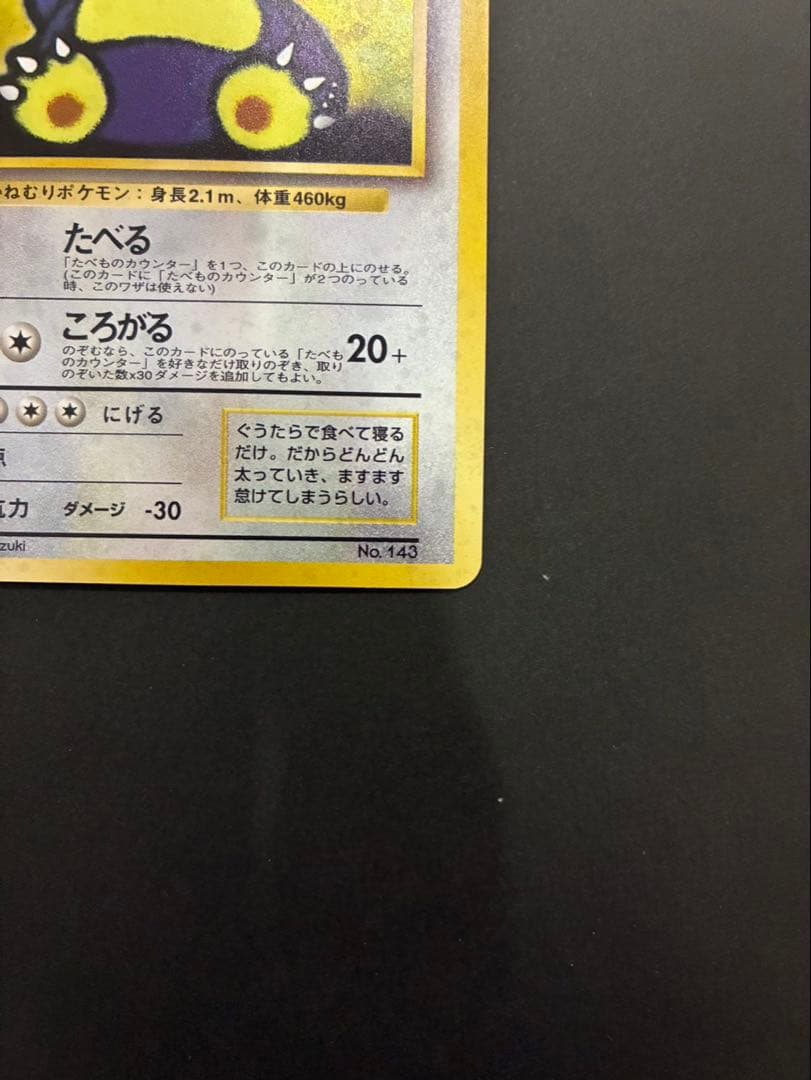 いねむりポケモン：身長2.1m、体重460kg
たべる
「たべものカウンター」を1つ、このカードの上にのせる。
(このカードに「たべものカウンター」が2つのっている
時、このワザは使えない)
ころがる
20+
のぞむなら、このカードにのっている「たべも
のカウンター」を好きなだけ取りのぞき、取り
のぞいた数x30ダメージを追加してもよい。
にげる
ぐうたらで食べて寝る
だけ。だからどんどん
太っていき、ますます
怠けてしまうらしい。
点
抗力 ダメージ -30
zuki
No. 143